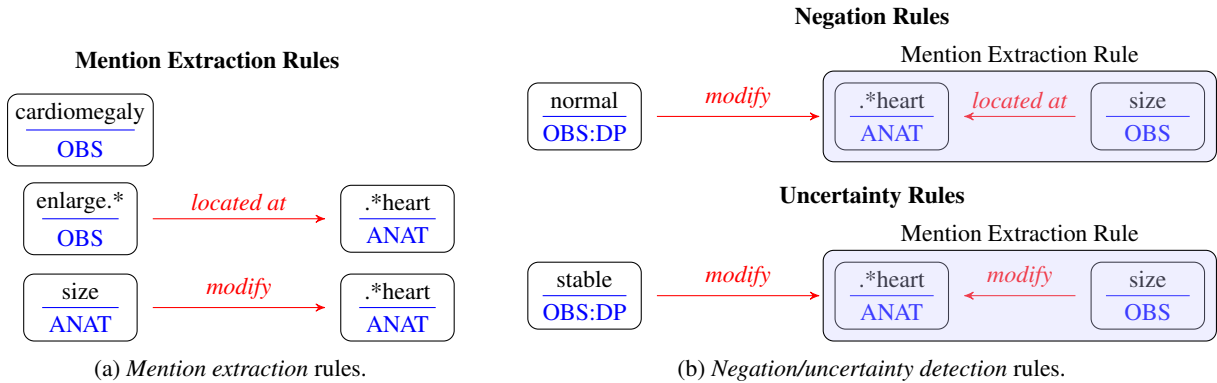 Mention Extraction Rules
cardiomegaly
OBS
enlarge.*
OBS
located at
.*heart
ANAT
size
ANAT
modify
.*heart
ANAT
(a) Mention extraction rules.
Negation Rules
Mention Extraction Rule
normal
OBS:DP
modify
.*heart
ANAT
located at
size
OBS
Uncertainty Rules
Mention Extraction Rule
stable
OBS:DP
modify
.*heart
ANAT
modify
size
OBS
(b) Negation/uncertainty detection rules.